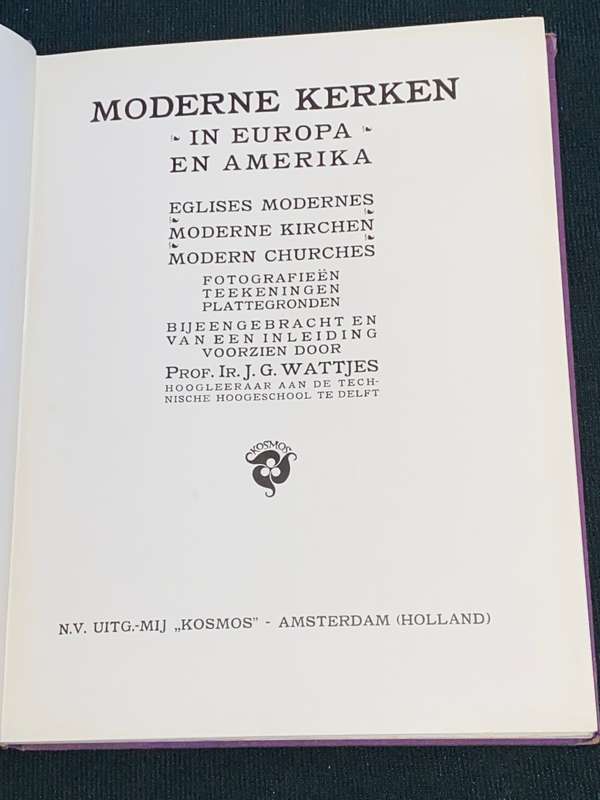 MODERNE KERKEN
IN EUROPA
EN AMERIKA
EGLISES MODERNES
MODERNE KIRCHEN
MODERN CHURCHES
FOTOGRAFIEËN
TEEKENINGEN
PLATTEGRONDEN
BIJEENGEBRACHT EN
VAN EEN INLEIDING
VOORZIEN DOOR
PROF. IR. J. G. WATTJES
HOOGLEERAAR AAN DE TECH-
NISCHE HOOGESCHOOL TE DELFT
KOSMOS
N.V. UITG.-MIJ „KOSMOS” - AMSTERDAM (HOLLAND)